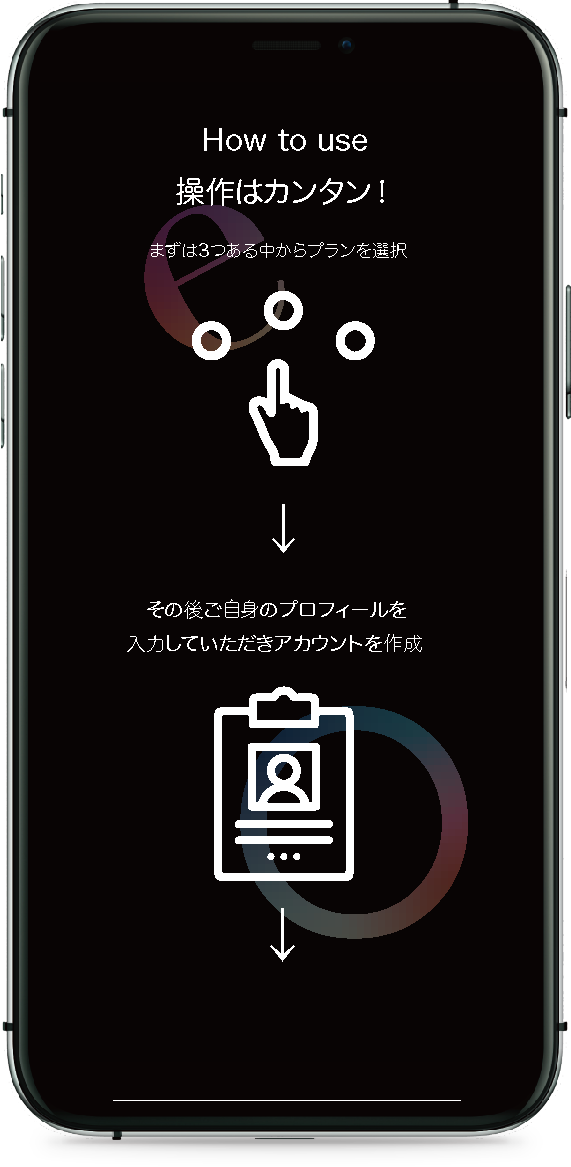 How to use
操作はカンタン！
まずは3つある中からプランを選択
その後ご自身のプロフィールを
入力していただきアカウントを作成